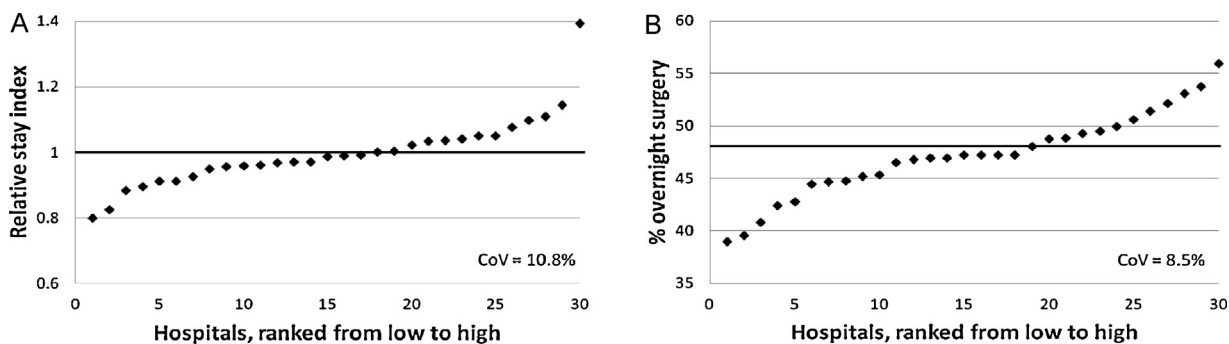 A
Relative stay index
1.4
1.2
1
0.8
0.6
CoV = 10.8%
0 5 10 15 20 25 30
Hospitals, ranked from low to high
B
% overnight surgery
60
55
50
45
40
35
CoV = 8.5%
0 5 10 15 20 25 30
Hospitals, ranked from low to high